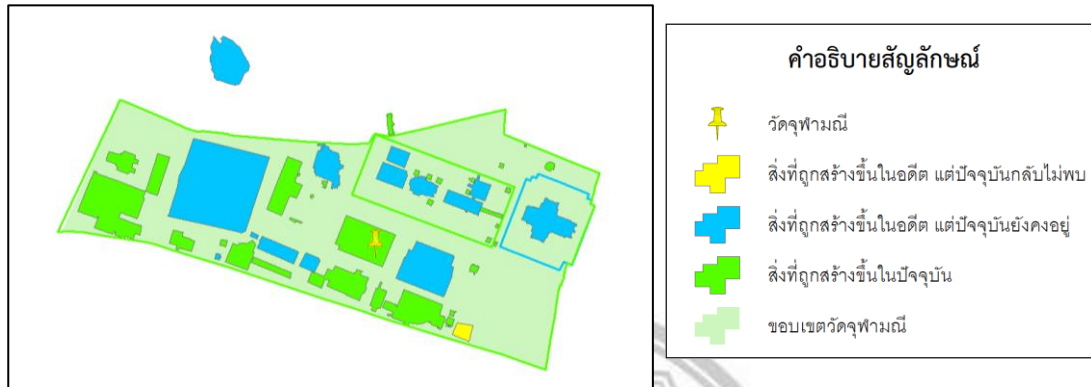 คำอธิบายสัญลักษณ์
วัดจุฬามณี
สิ่งที่ถูกสร้างขึ้นในอดีต แต่ปัจจุบันกลับไม่พบ
สิ่งที่ถูกสร้างขึ้นในอดีต แต่ปัจจุบันยังคงอยู่
สิ่งที่ถูกสร้างขึ้นในปัจจุบัน
ขอบเขตวัดจุฬามณี